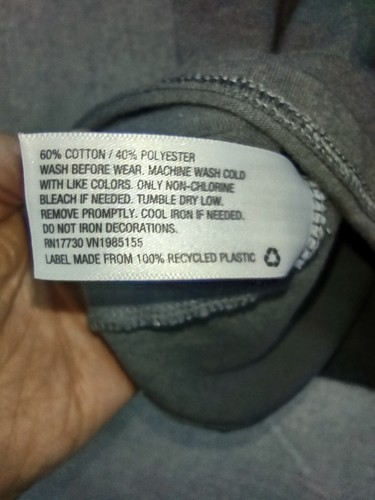 60% COTTON / 40% POLYESTER
WASH BEFORE WEAR. MACHINE WASH COLD
WITH LIKE COLORS. ONLY NON-CHLORINE
BLEACH IF NEEDED. TUMBLE DRY LOW.
REMOVE PROMPTLY. COOL IRON IF NEEDED.
DO NOT IRON DECORATIONS.
RN17730 VN1985155
LABEL MADE FROM 100% RECYCLED PLASTIC